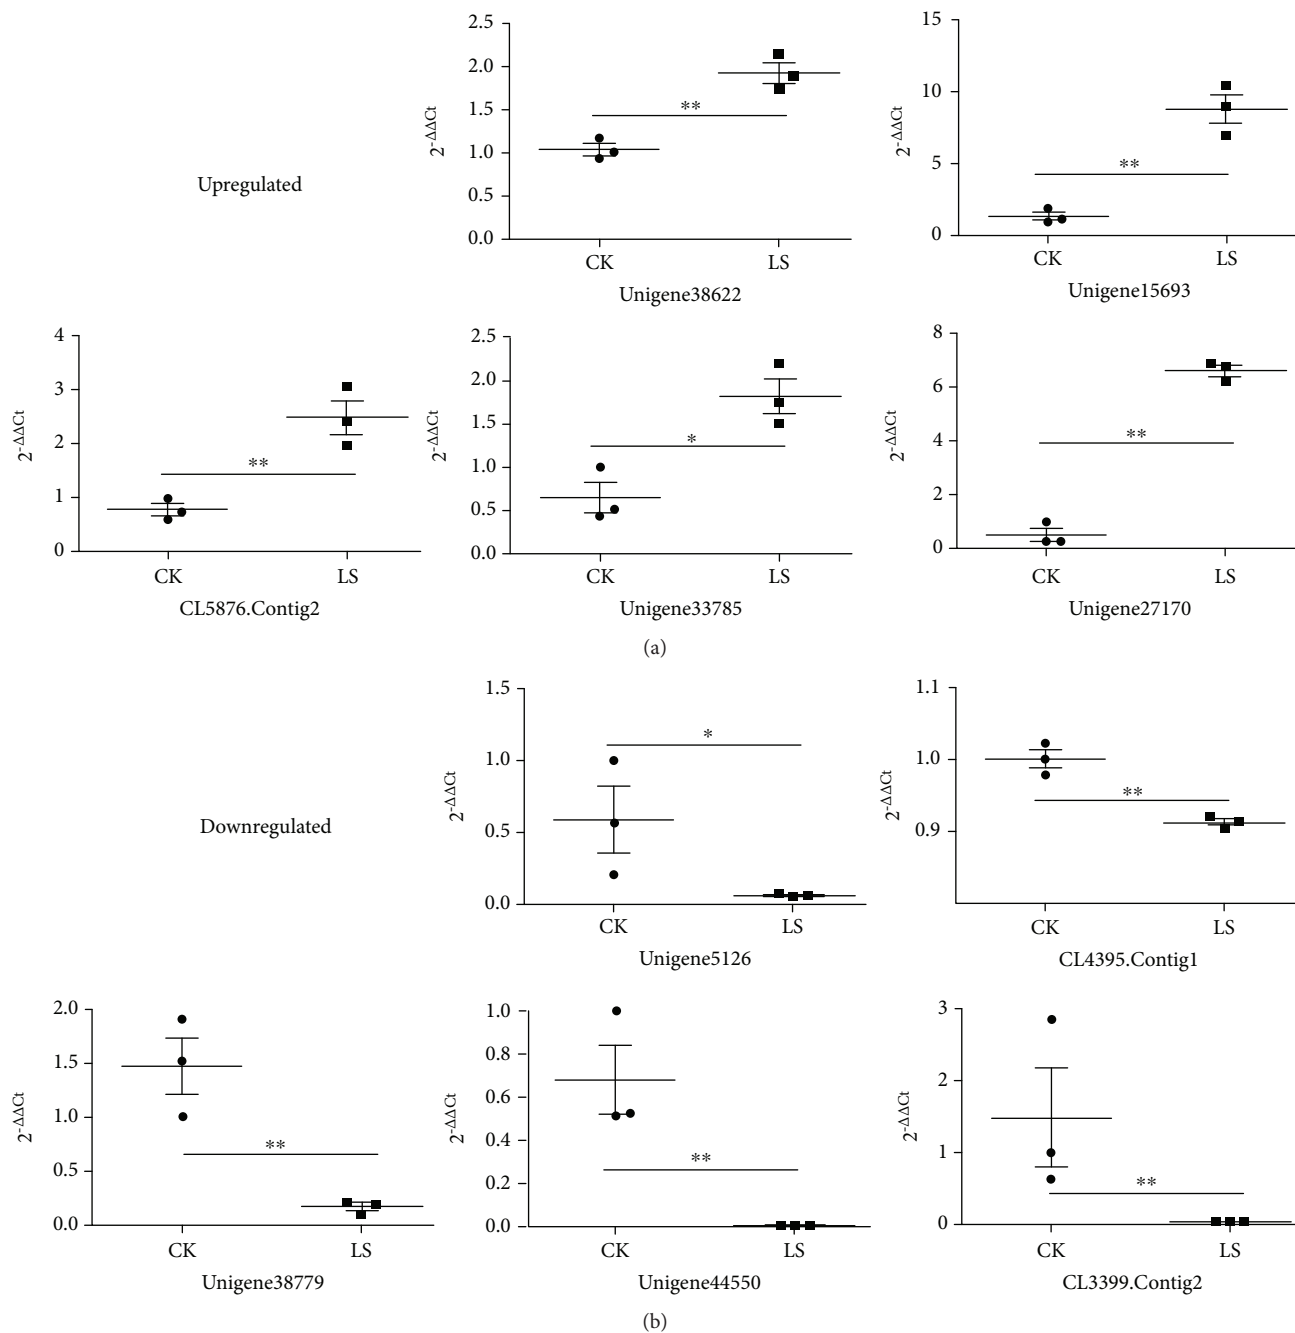 Upregulated
2.5
2.0
1.5
1.0
0.5
0.0
2^-ΔΔCt
**
CK LS
Unigene38622
15
10
5
0
2^-ΔΔCt
**
CK LS
Unigene15693
4
3
2
1
0
2^-ΔΔCt
**
CK LS
CL5876.Contig2
2.5
2.0
1.5
1.0
0.5
0.0
2^-ΔΔCt
*
CK LS
Unigene33785
8
6
4
2
0
2^-ΔΔCt
**
CK LS
Unigene27170
(a)
Downregulated
1.5
1.0
0.5
0.0
2^-ΔΔCt
*
CK LS
Unigene5126
1.1
1.0
0.9
2^-ΔΔCt
**
CK LS
CL4395.Contig1
2.0
1.5
1.0
0.5
0.0
2^-ΔΔCt
**
CK LS
Unigene38779
1.0
0.8
0.6
0.4
0.2
0.0
2^-ΔΔCt
**
CK LS
Unigene44550
3
2
1
0
2^-ΔΔCt
**
CK LS
CL3399.Contig2
(b)